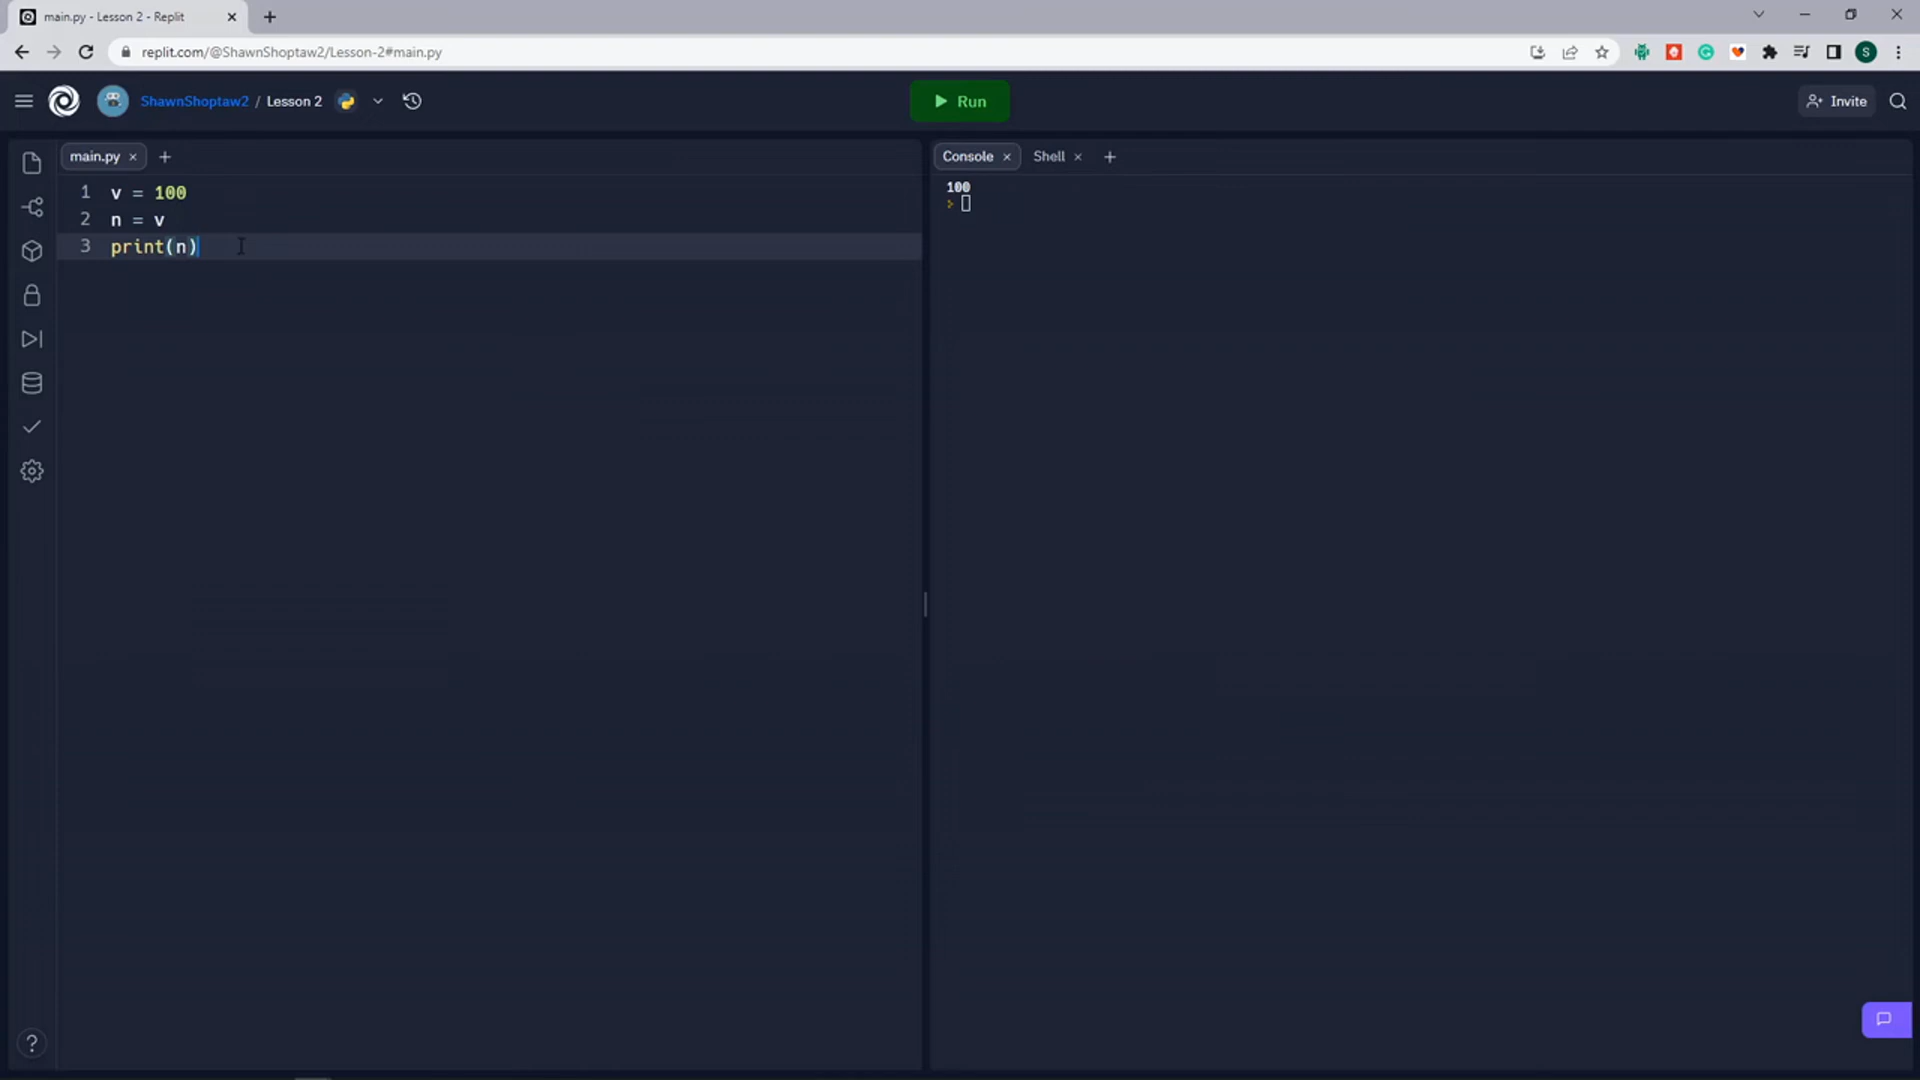 main.py - Lesson 2 - Replit
replit.com/@ShawnShoptaw2/Lesson-2#main.py
S
ShawnShoptaw2 / Lesson 2
Run
Invite
main.py
Console
Shell
1 v = 100
2 n = v
3 print(n)
100
?